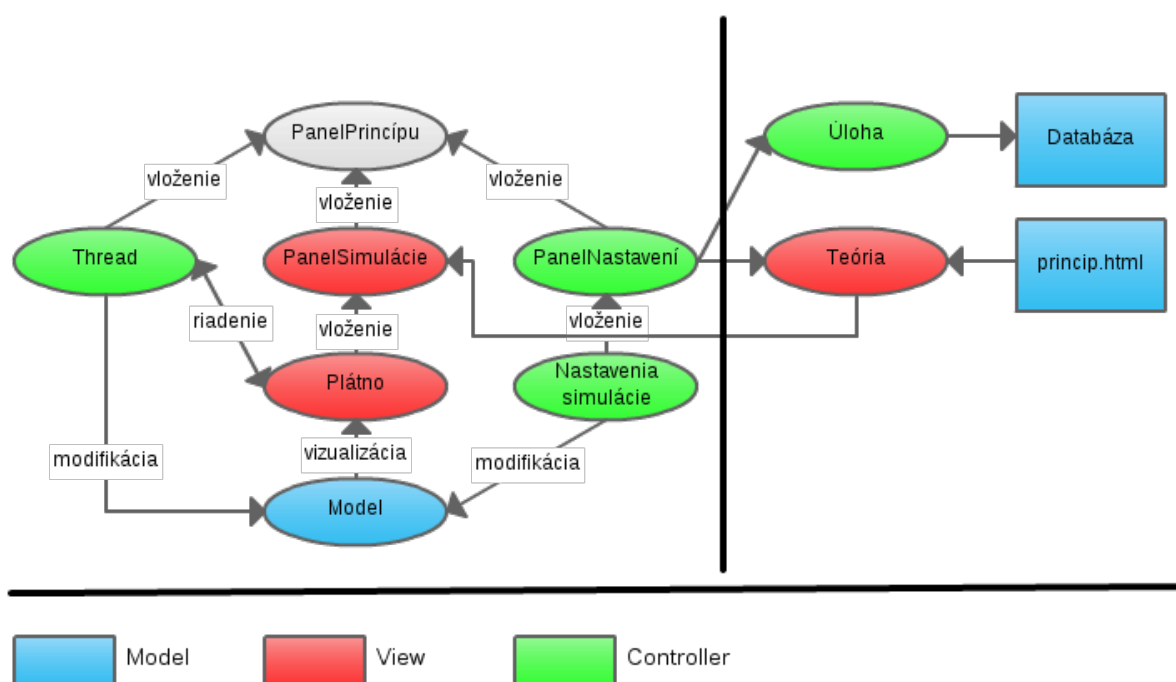 PanelPrincípu
Úloha
Databáza
vloženie
vloženie
vloženie
Thread
PanelSimulácie
PanelNastavení
Teória
princip.html
riadenie
vloženie
vloženie
Plátno
Nastavenia
simulácie
modifikácia
vizualizácia
modifikácia
Model
Model
View
Controller